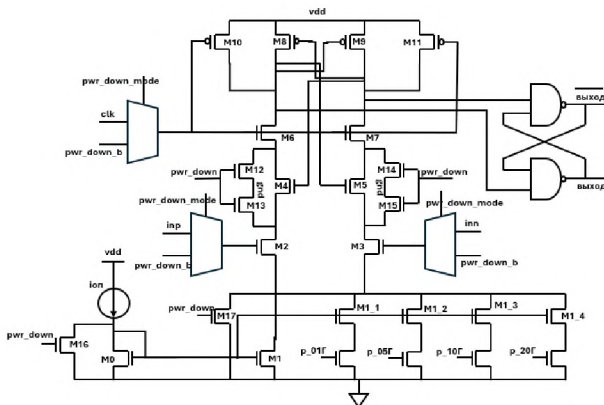 vdd
M10
M8
M9
M11
pwr_down_mode
clk
pwr_down_b
M6
M7
выход
выход
pwr_down
M12
gnd
M13
M4
M5
M14
gnd
M15
pwr_down
pwr_down_mode
inp
pwr_down_b
M2
M3
pwr_down_mode
inn
pwr_down_b
vdd
ion
pwr_down
M17
M1_1
M1_2
M1_3
M1_4
pwr_down
M16
M0
M1
p_01Г
p_05Г
p_10Г
p_20Г